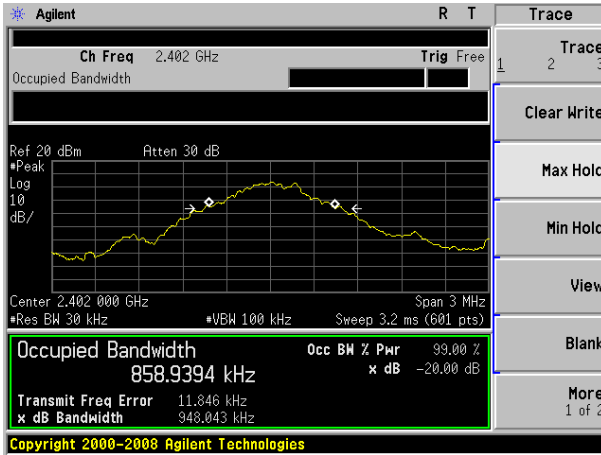 Agilent R T Trace
Ch Freq 2.402 GHz Trig Free
Occupied Bandwidth
Trace
1 2 3
Clear Write
Max Hold
Min Hold
View
Blank
More
1 of 2
Ref 20 dBm Atten 30 dB
#Peak
Log
10
dB/
Center 2.402 000 GHz Span 3 MHz
#Res BW 30 kHz #VBW 100 kHz Sweep 3.2 ms (601 pts)
Occupied Bandwidth Occ BW % Pwr 99.00 %
858.9394 kHz x dB -20.00 dB
Transmit Freq Error 11.846 kHz
x dB Bandwidth 948.043 kHz
Copyright 2000-2008 Agilent Technologies